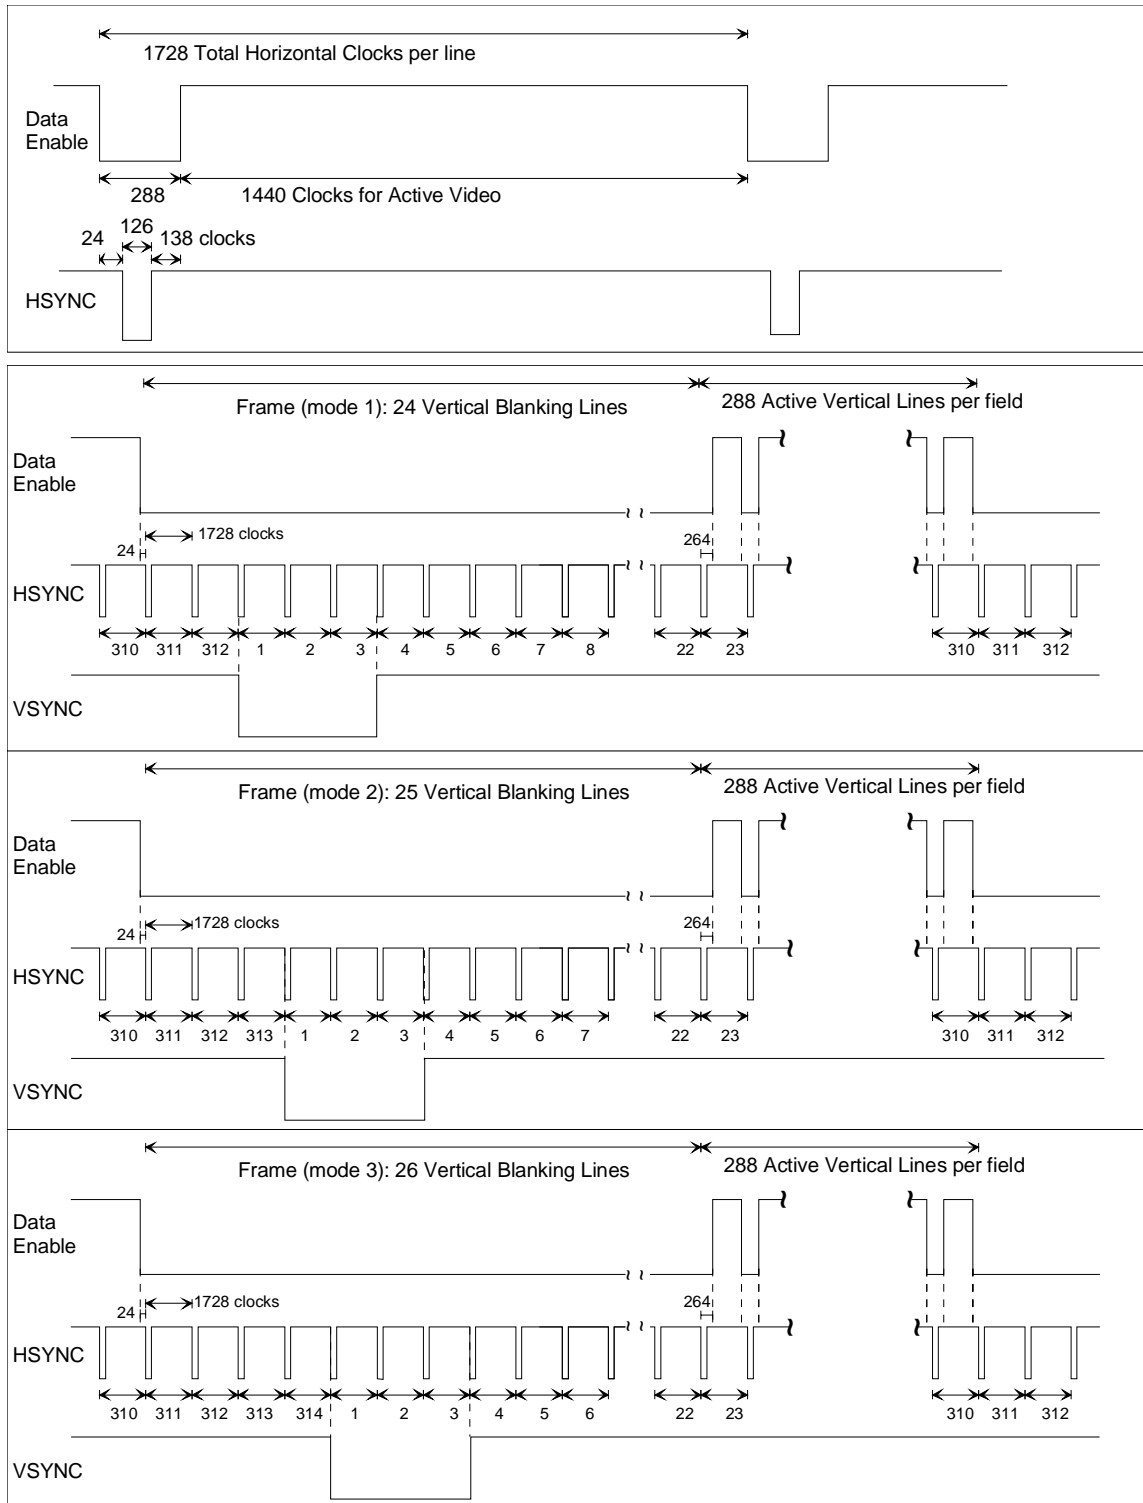 1728 Total Horizontal Clocks per line
Data
Enable
288
1440 Clocks for Active Video
126
24
138 clocks
HSYNC
Frame (mode 1): 24 Vertical Blanking Lines
288 Active Vertical Lines per field
Data
Enable
1728 clocks
24
264
HSYNC
310 311 312 1 2 3 4 5 6 7 8 22 23 310 311 312
VSYNC
Frame (mode 2): 25 Vertical Blanking Lines
288 Active Vertical Lines per field
Data
Enable
1728 clocks
24
264
HSYNC
310 311 312 313 1 2 3 4 5 6 7 22 23 310 311 312
VSYNC
Frame (mode 3): 26 Vertical Blanking Lines
288 Active Vertical Lines per field
Data
Enable
1728 clocks
24
264
HSYNC
310 311 312 313 314 1 2 3 4 5 6 22 23 310 311 312
VSYNC